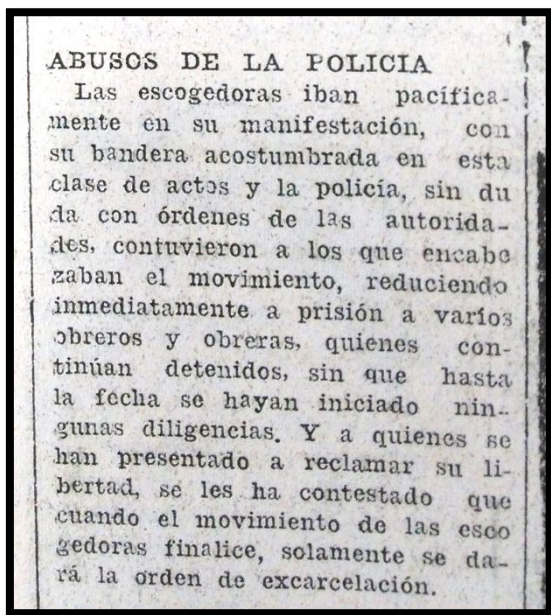 ABUSOS DE LA POLICIA
Las escogedoras iban pacífica-
mente en su manifestación, con
su bandera acostumbrada en esta
clase de actos y la policía, sin du
da con órdenes de las autorida-
des, contuvieron a los que encabe
zaban el movimiento, reduciendo
inmediatamente a prisión a varios
obreros y obreras, quienes con-
tinúan detenidos, sin que hasta
la fecha se hayan iniciado nin-
gunas diligencias. Y a quienes se
han presentado a reclamar su li-
bertad, se les ha contestado que
cuando el movimiento de las esco
gedoras finalice, solamente se da-
rá la orden de excarcelación.